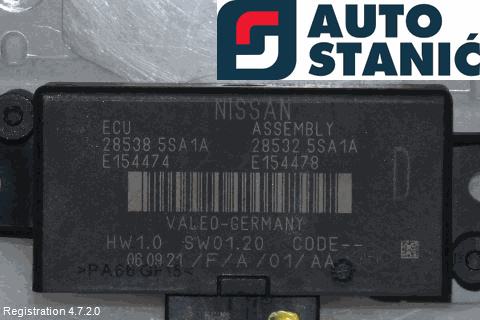 AUTO
STANIĆ
NISSAN
ECU ASSEMBLY
28538 5SA1A 28532 5SA1A
E154474 E154478
D
VALEO-GERMANY
HW1.0 SW01.20 CODE--
06 09 21 /F/A/01/AA
>PA66 GF15<
Registration 4.7.2.0